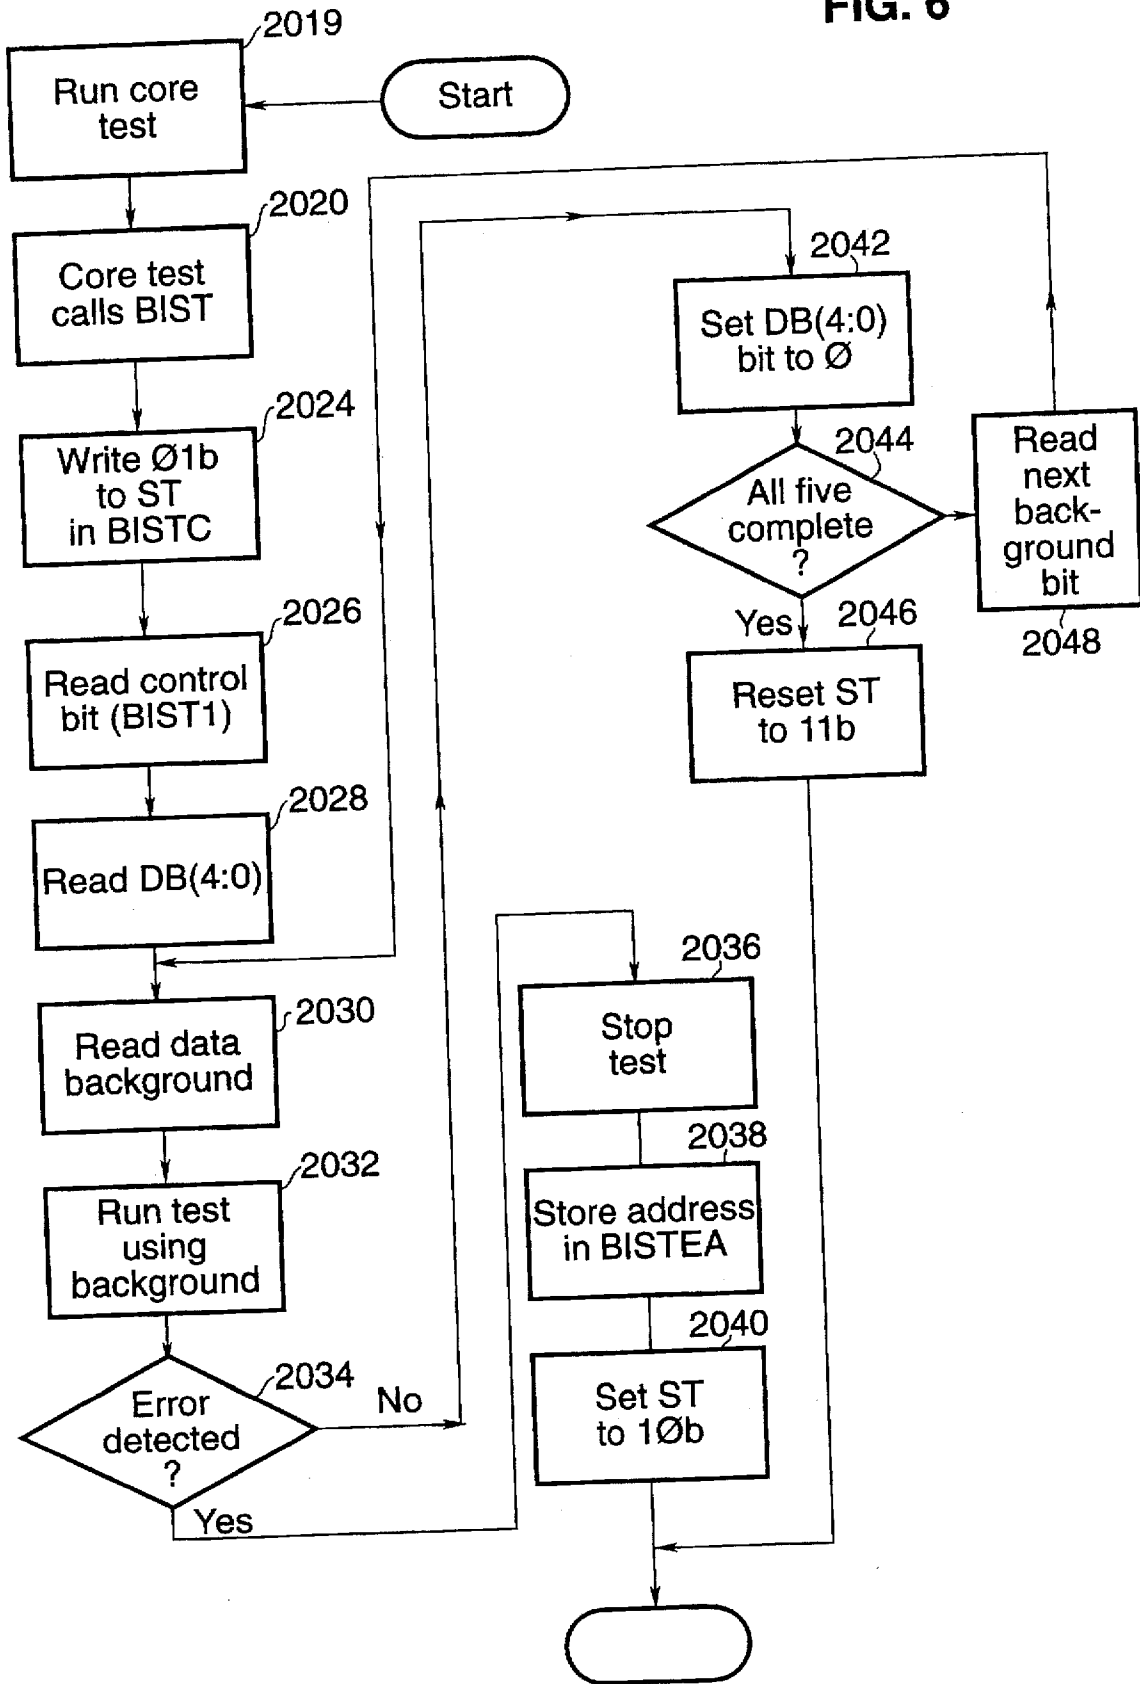 FIG. 6
2019
Run core
test
Start
2020
Core test
calls BIST
2024
Write Ø1b
to ST
in BISTC
2026
Read control
bit (BIST1)
2028
Read DB(4:0)
2030
Read data
background
2032
Run test
using
background
2034
Error
detected
?
No
Yes
2036
Stop
test
2038
Store address
in BISTEA
2040
Set ST
to 1Øb
2042
Set DB(4:0)
bit to Ø
2044
All five
complete
?
Yes
2046
Reset ST
to 11b
Read
next
back-
ground
bit
2048